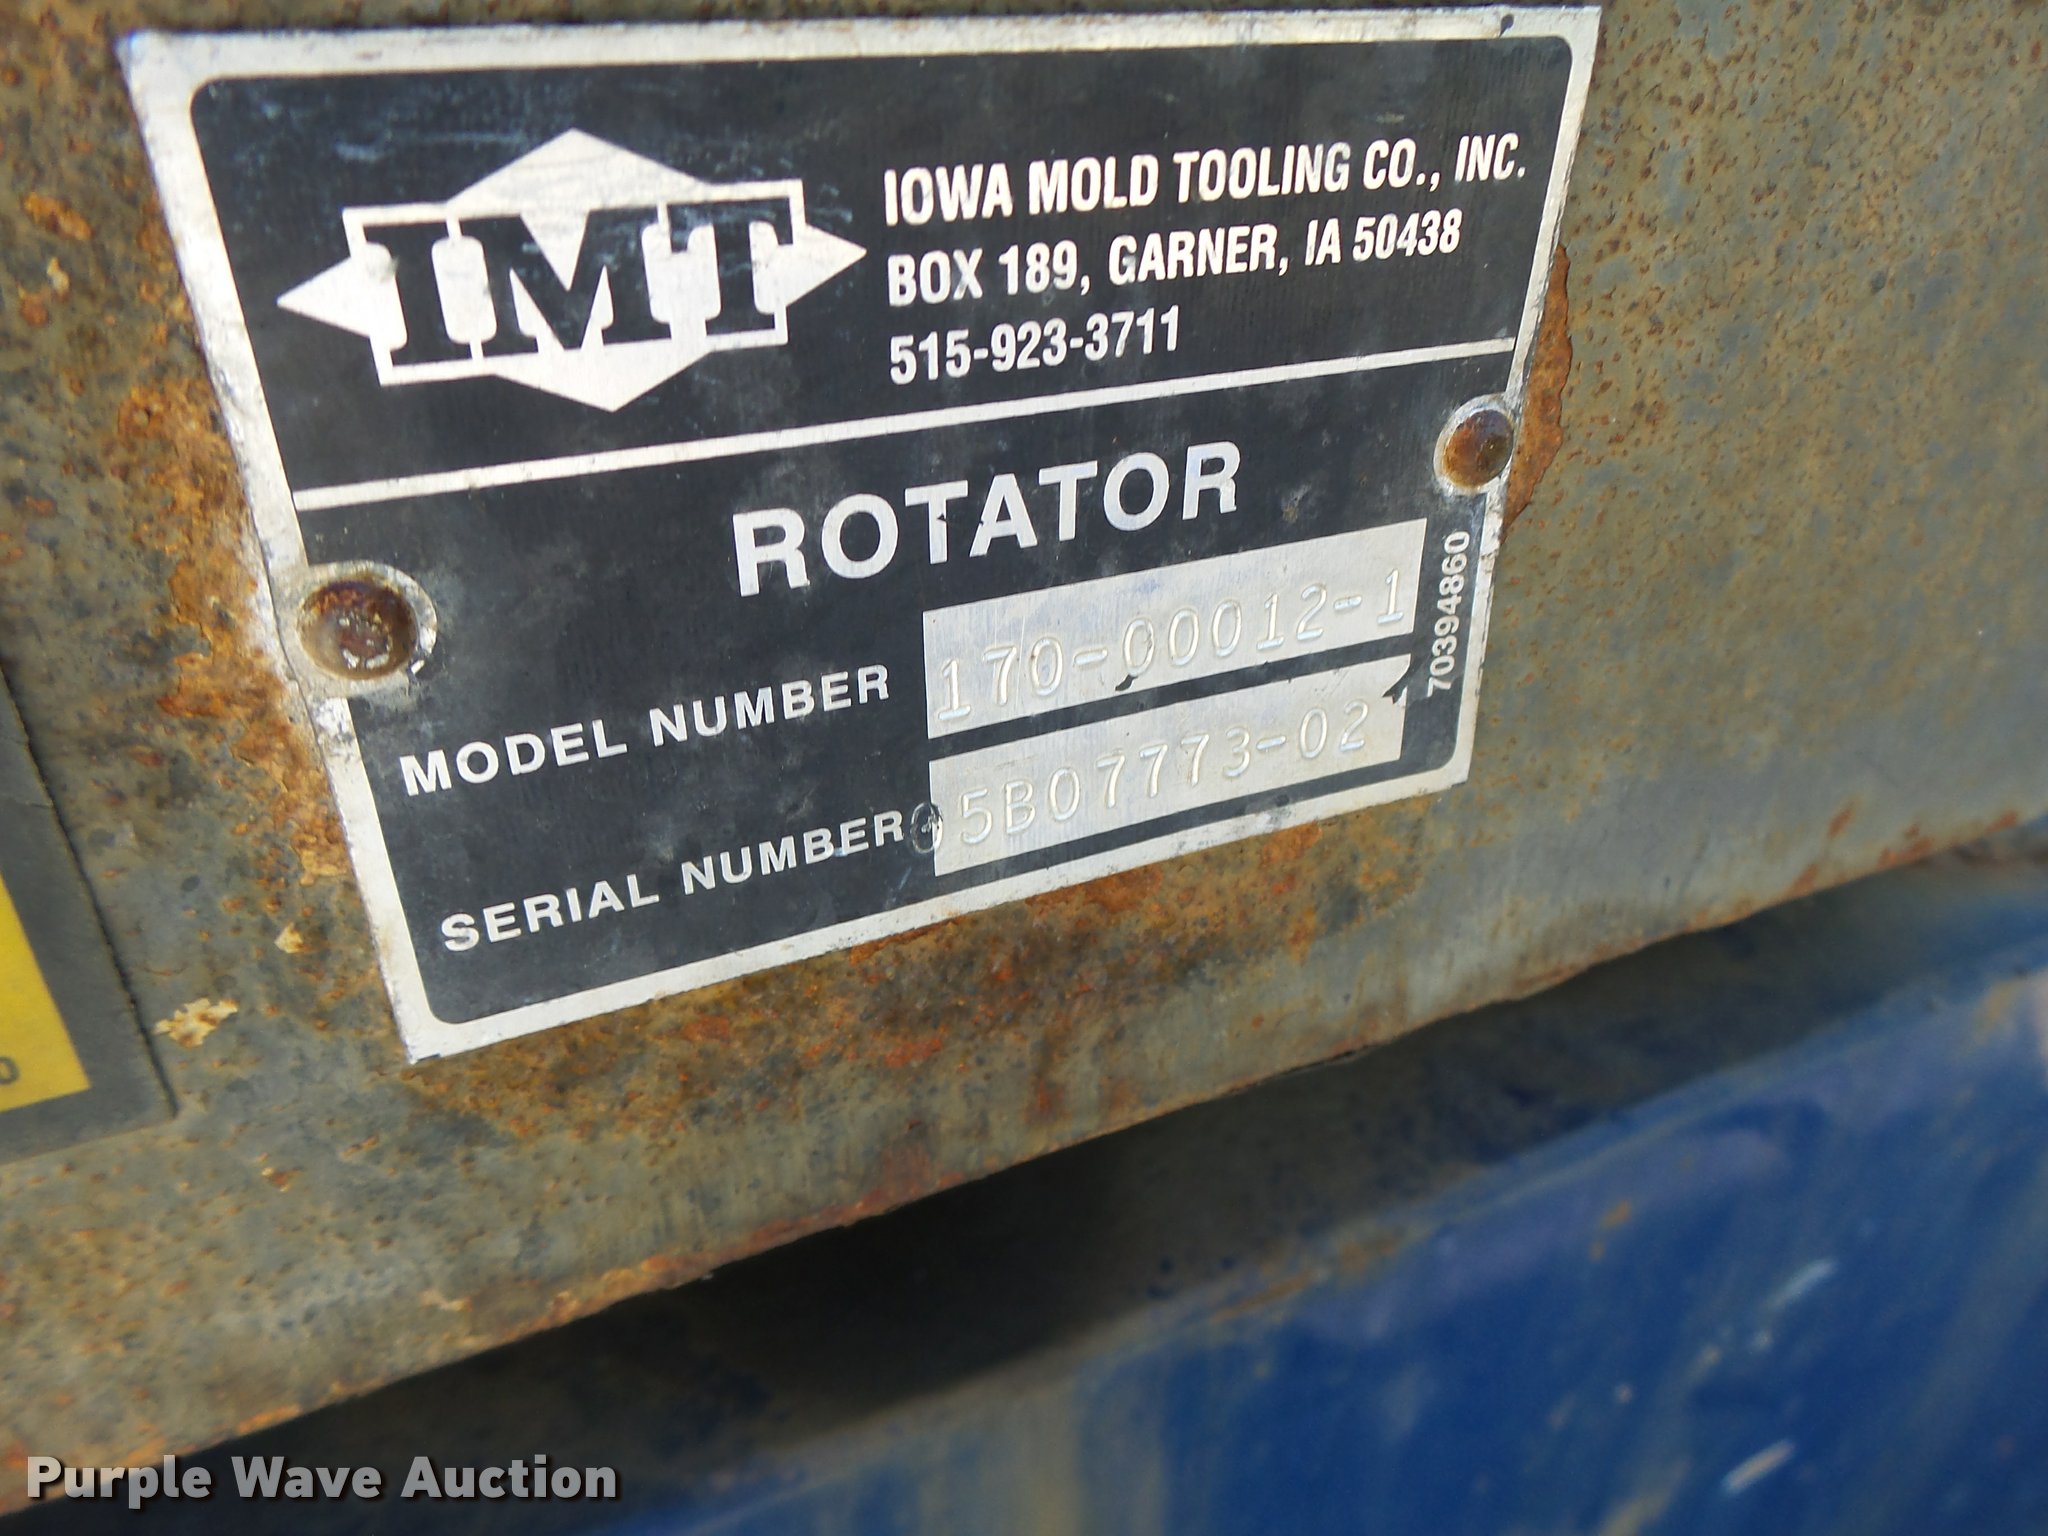 IMT
IOWA MOLD TOOLING CO., INC.
BOX 189, GARNER, IA 50438
515-923-3711
ROTATOR
MODEL NUMBER 170-00012-1
SERIAL NUMBER 05B07773-02
70394860
Purple Wave Auction